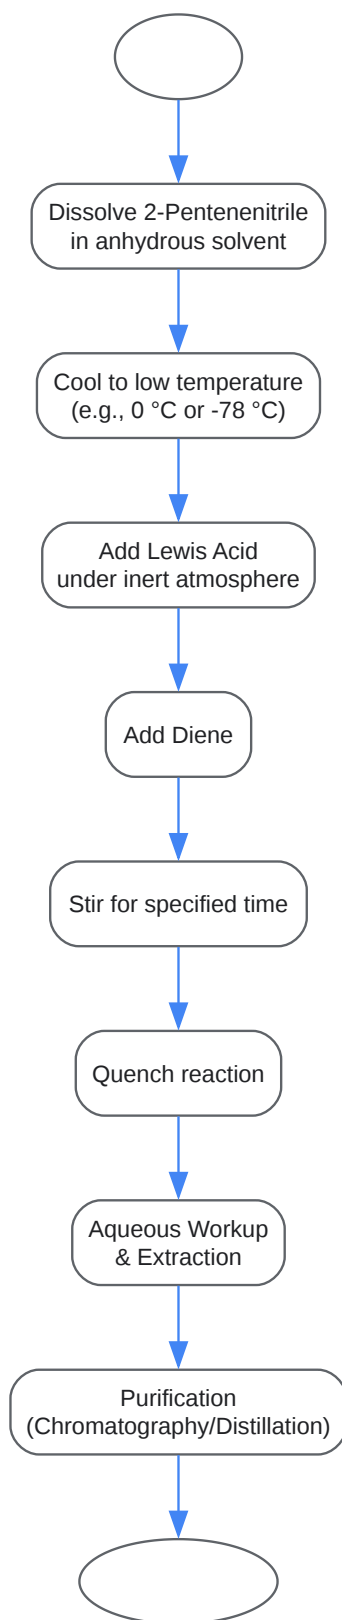 Dissolve 2-Pentenenitrile
in anhydrous solvent
Cool to low temperature
(e.g., 0 °C or -78 °C)
Add Lewis Acid
under inert atmosphere
Add Diene
Stir for specified time
Quench reaction
Aqueous Workup
& Extraction
Purification
(Chromatography/Distillation)